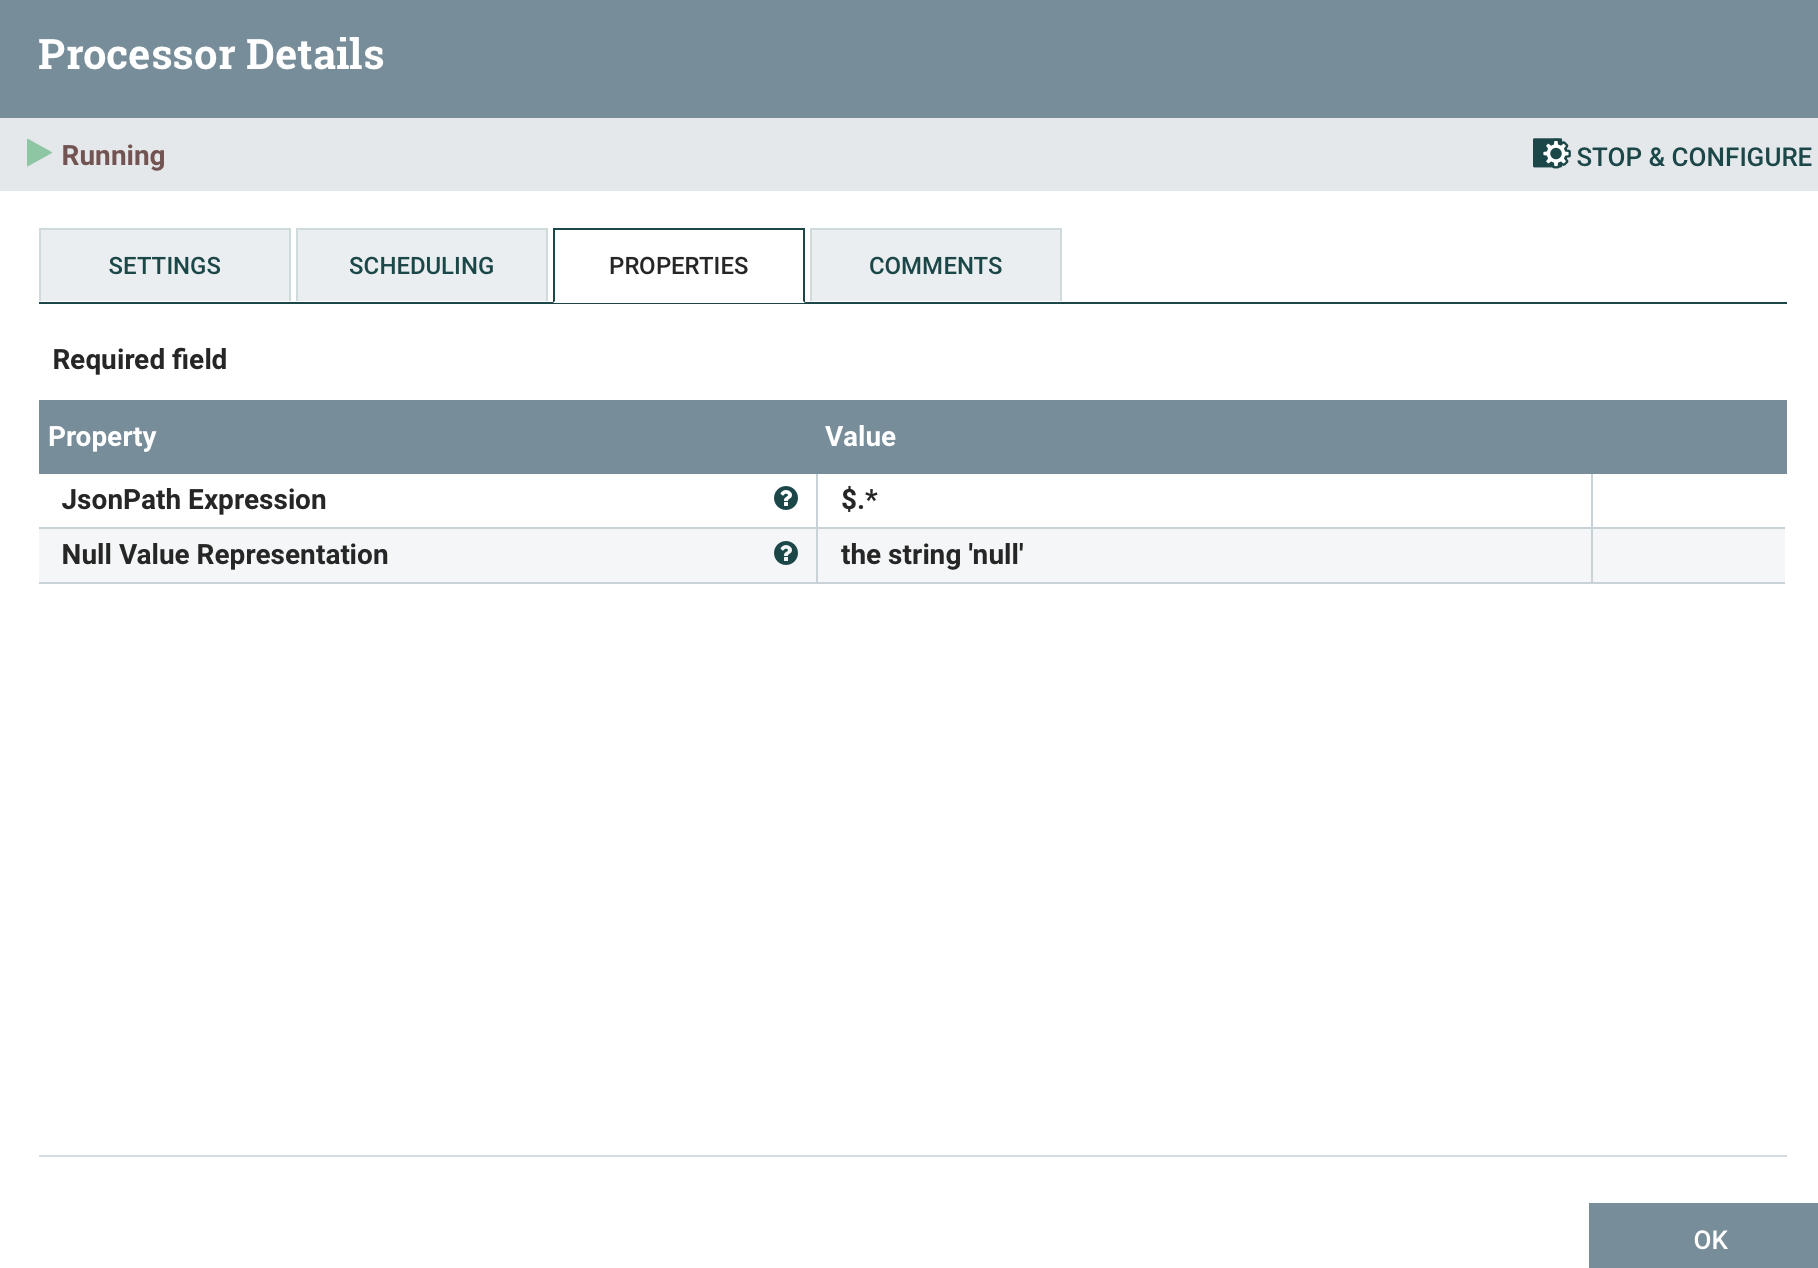 Processor Details
Running
STOP & CONFIGURE
SETTINGS
SCHEDULING
PROPERTIES
COMMENTS
Required field
Property
Value
JsonPath Expression
$.*
Null Value Representation
the string 'null'
OK